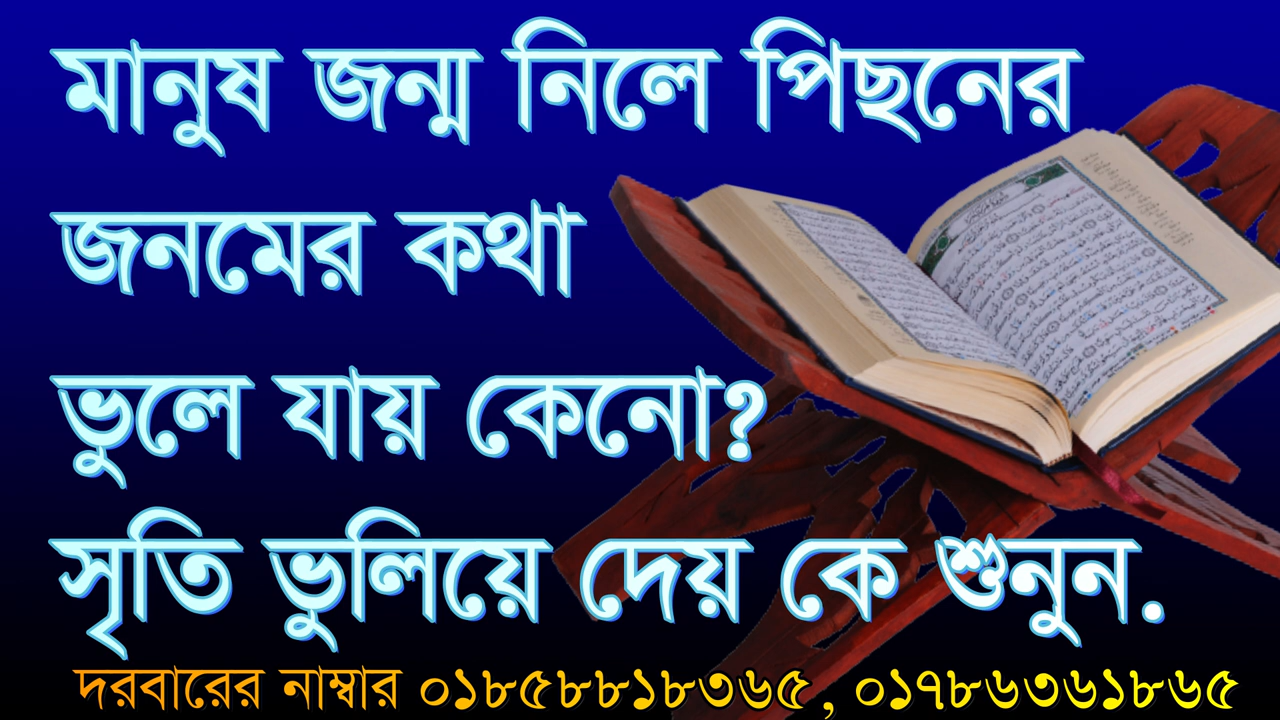 মানুষ জন্ম নিলে পিছনের
জনমের কথা
ভুলে যায় কেনো?
সৃতি ভুলিয়ে দেয় কে শুনুন.
দরবারের নাম্বার ০১৮৫৮৮১৮৩৬৫, ০১৭৮৬৩৬১৮৬৫